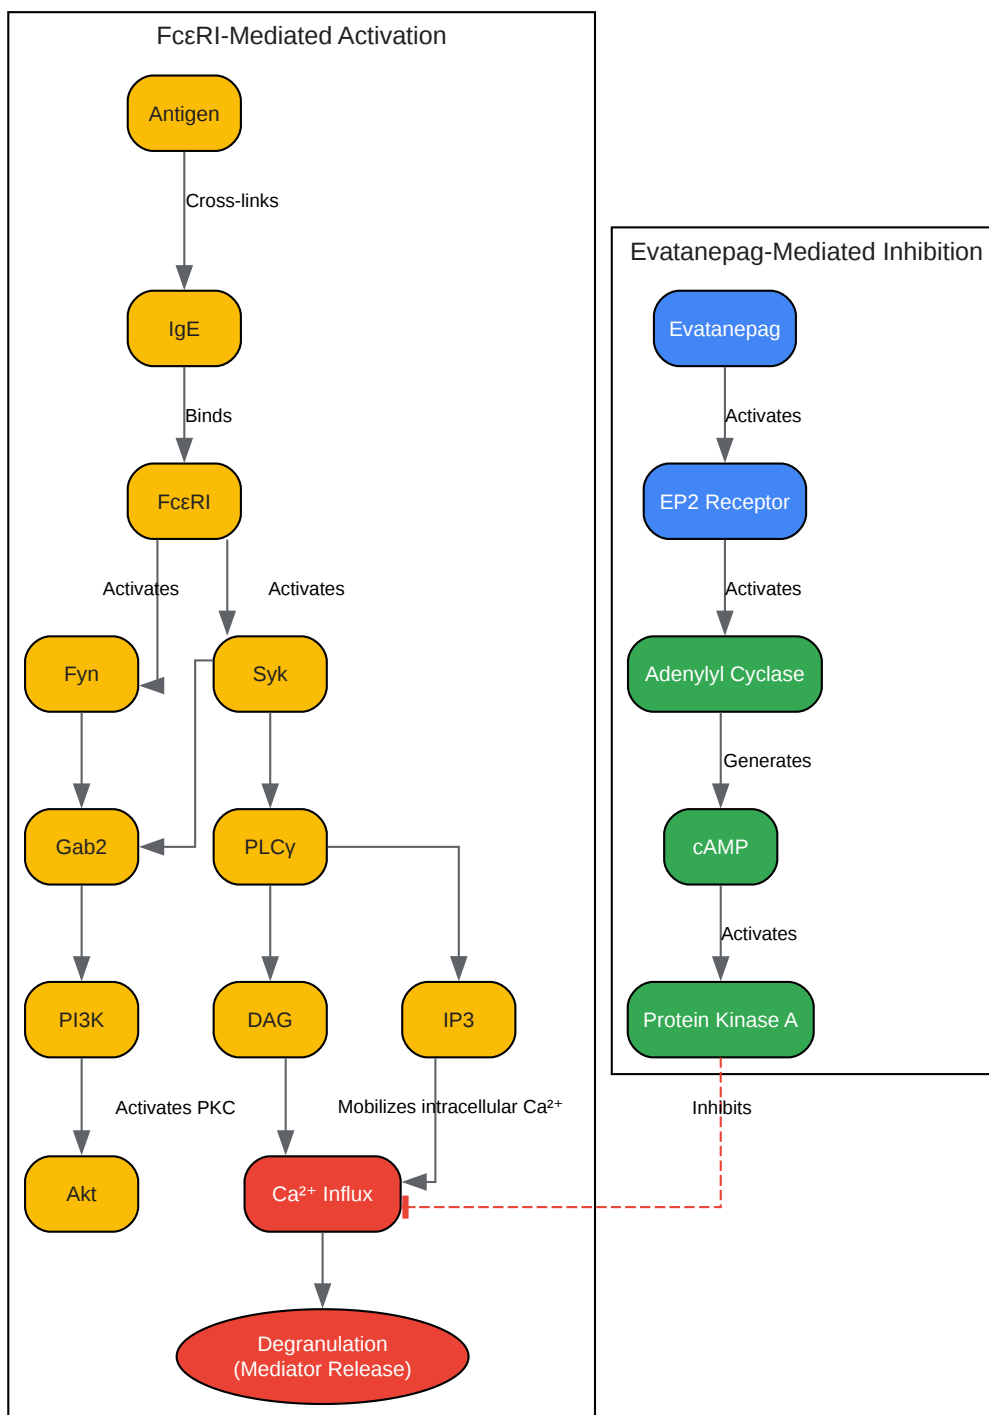 FcεRI-Mediated Activation
Antigen
Cross-links
IgE
Binds
FcεRI
Activates
Activates
Fyn
Syk
Gab2
PLCγ
PI3K
DAG
IP3
Activates PKC
Mobilizes intracellular Ca²⁺
Akt
Ca²⁺ Influx
Degranulation
(Mediator Release)
Evatanepag-Mediated Inhibition
Evatanepag
Activates
EP2 Receptor
Activates
Adenylyl Cyclase
Generates
cAMP
Activates
Protein Kinase A
Inhibits